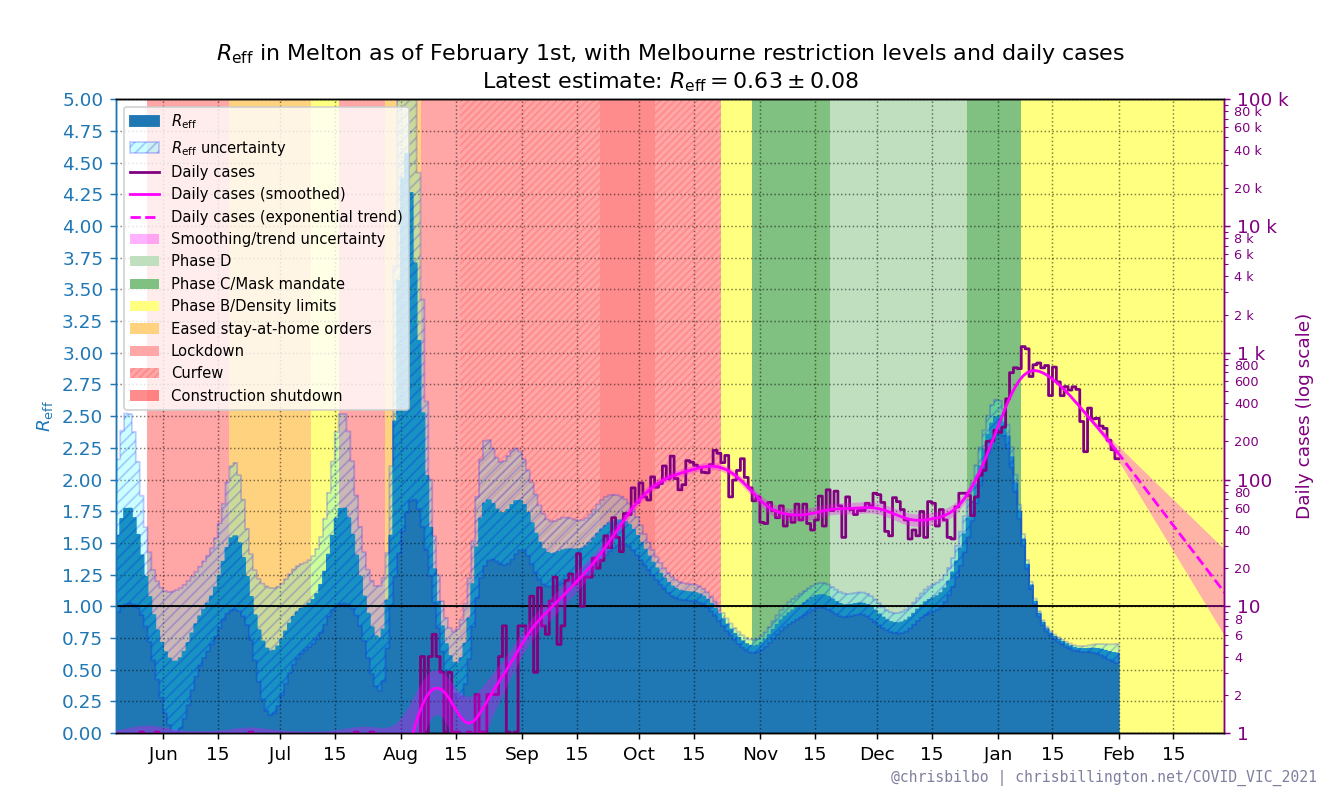 Reff in Melton as of February 1st, with Melbourne restriction levels and daily cases
Latest estimate: Reff = 0.63 ± 0.08
Reff
5.00
4.75
4.50
4.25
4.00
3.75
3.50
3.25
3.00
2.75
2.50
2.25
2.00
1.75
1.50
1.25
1.00
0.75
0.50
0.25
0.00
Reff
Reff uncertainty
Daily cases
Daily cases (smoothed)
Daily cases (exponential trend)
Smoothing/trend uncertainty
Phase D
Phase C/Mask mandate
Phase B/Density limits
Eased stay-at-home orders
Lockdown
Curfew
Construction shutdown
100 k
80 k
60 k
40 k
20 k
10 k
8 k
6 k
4 k
2 k
1 k
800
600
400
200
100
80
60
40
20
10
8
6
4
2
1
Daily cases (log scale)
Jun 15 Jul 15 Aug 15 Sep 15 Oct 15 Nov 15 Dec 15 Jan 15 Feb 15
@chrisbilbo | chrisbillington.net/COVID_VIC_2021